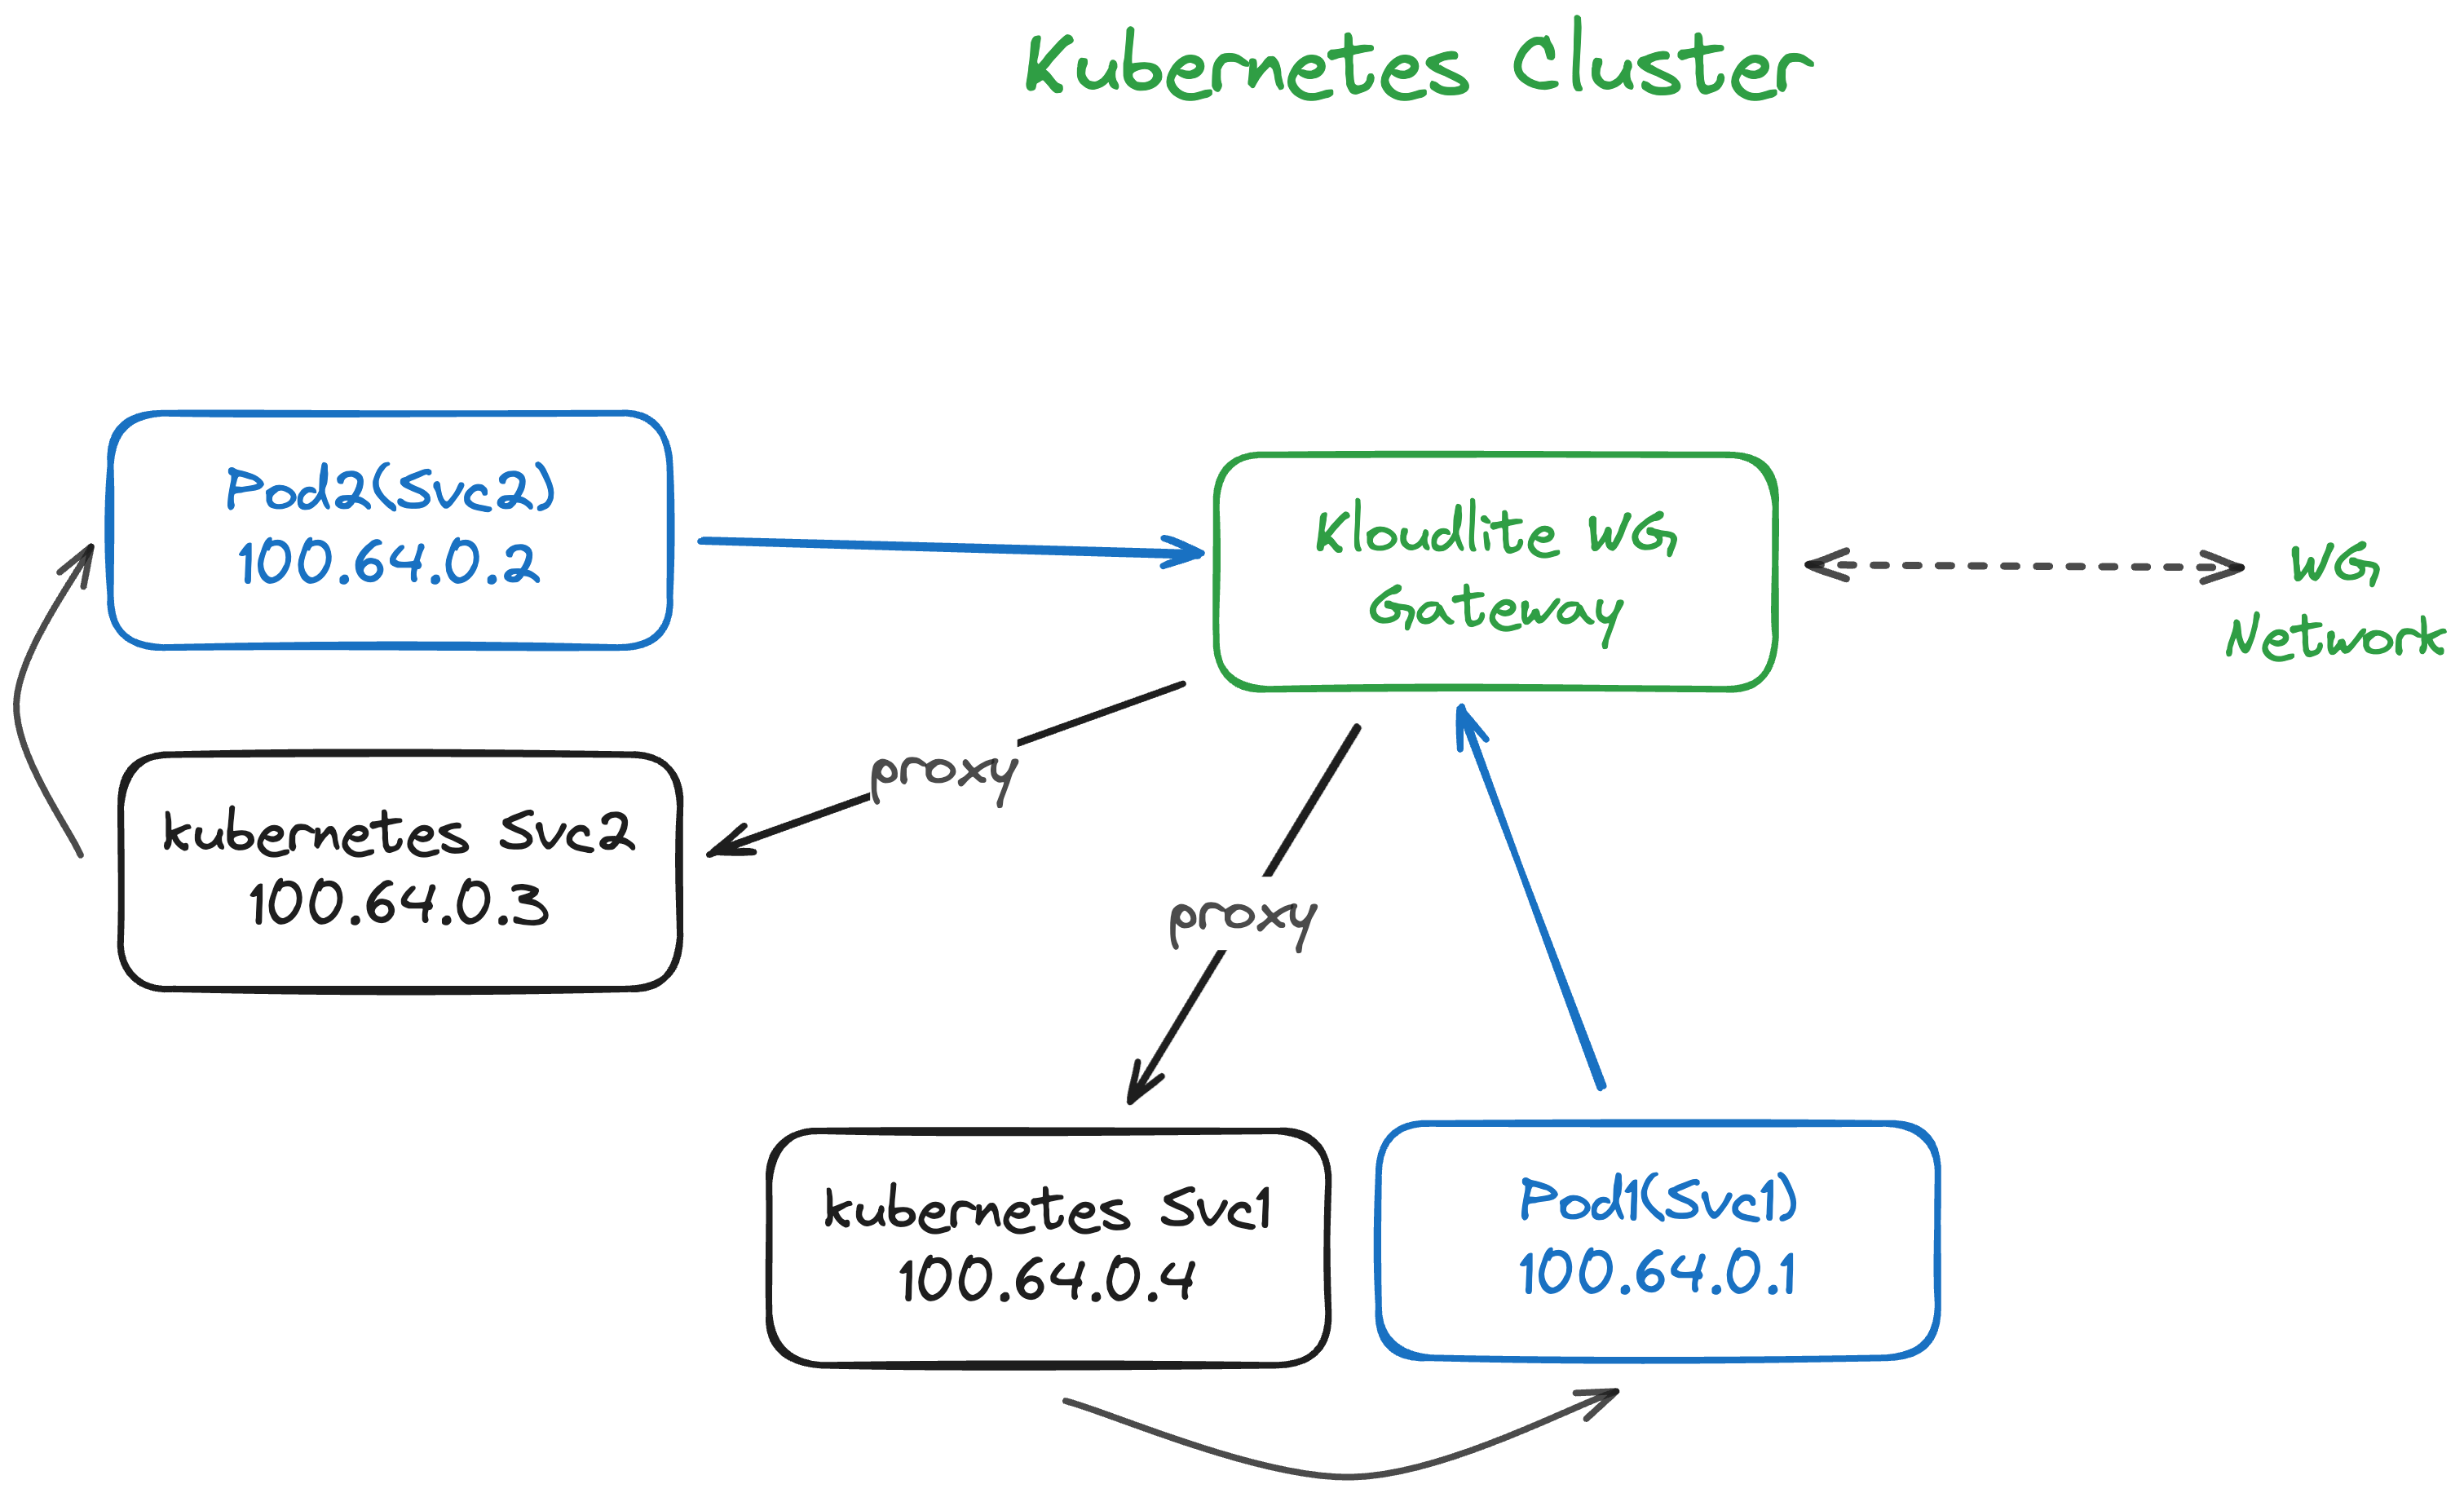 Kubernetes Cluster
Pod2(Svc2)
100.64.0.2
Kloudlite WG
Gateway
WG
Network
proxy
kubernetes Svc2
100.64.0.3
proxy
kubernetes Svc1
100.64.0.4
Pod1(Svc1)
100.64.0.1